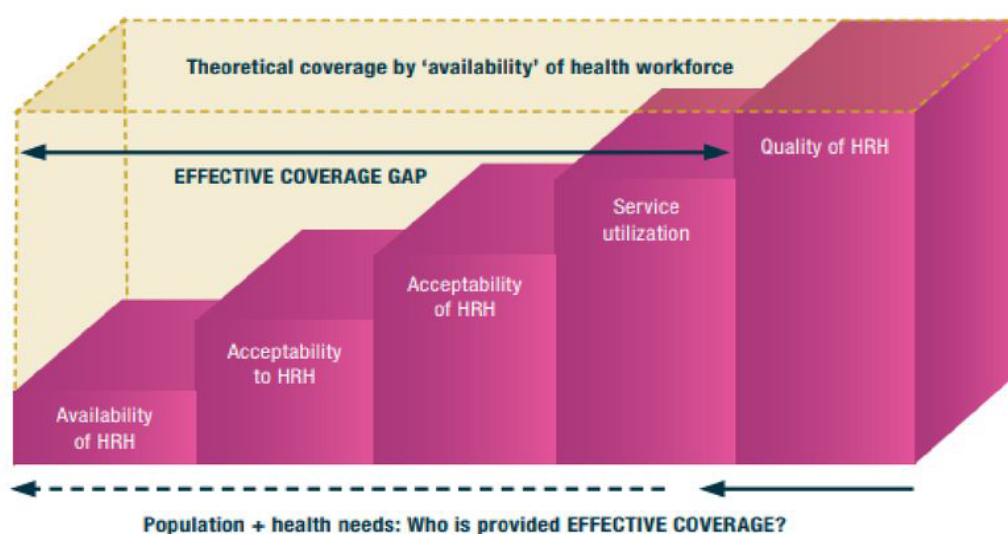 Theoretical coverage by ‘availability’ of health workforce
EFFECTIVE COVERAGE GAP
Quality of HRH
Service
utilization
Acceptability
of HRH
Acceptability
to HRH
Availability
of HRH
Population + health needs: Who is provided EFFECTIVE COVERAGE?